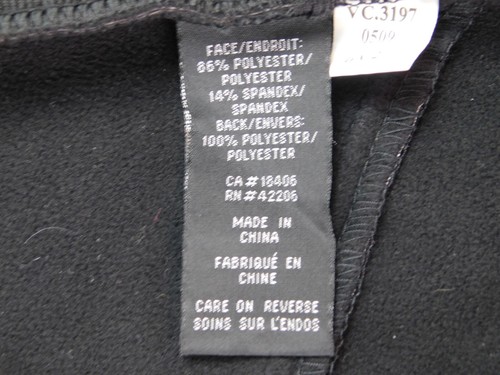 VC.3197
0509
FACE/ENDROIT:
86% POLYESTER/
POLYESTER
14% SPANDEX/
SPANDEX
BACK/ENVERS:
100% POLYESTER/
POLYESTER
CA#18406
RN#42206
MADE IN
CHINA
FABRIQUÉ EN
CHINE
CARE ON REVERSE
SOINS SUR L'ENDOS